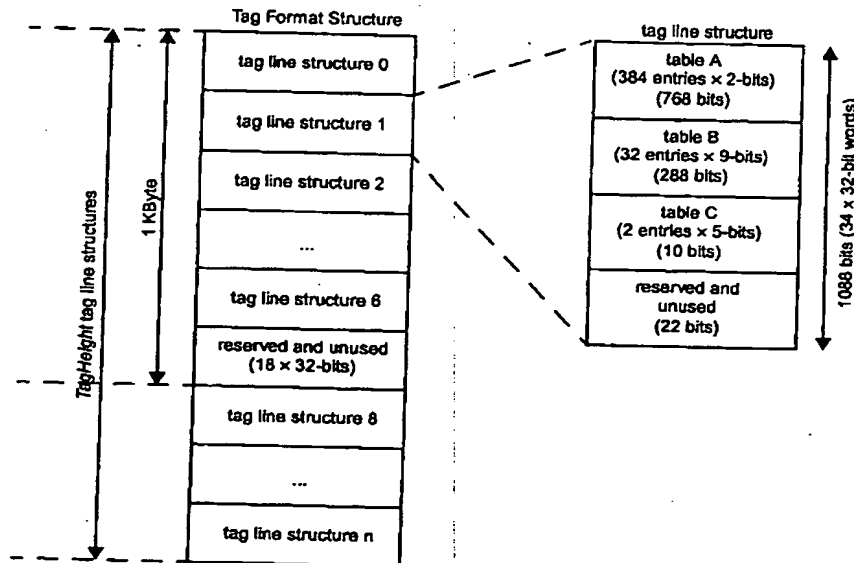 Tag Format Structure
tag line structure 0
tag line structure 1
tag line structure 2
...
tag line structure 6
reserved and unused
(18 × 32-bits)
tag line structure 8
...
tag line structure n
TagHeight tag line structures
1 KByte
tag line structure
table A
(384 entries × 2-bits)
(768 bits)
table B
(32 entries × 9-bits)
(288 bits)
table C
(2 entries × 5-bits)
(10 bits)
reserved and
unused
(22 bits)
1088 bits (34 x 32-bit words)